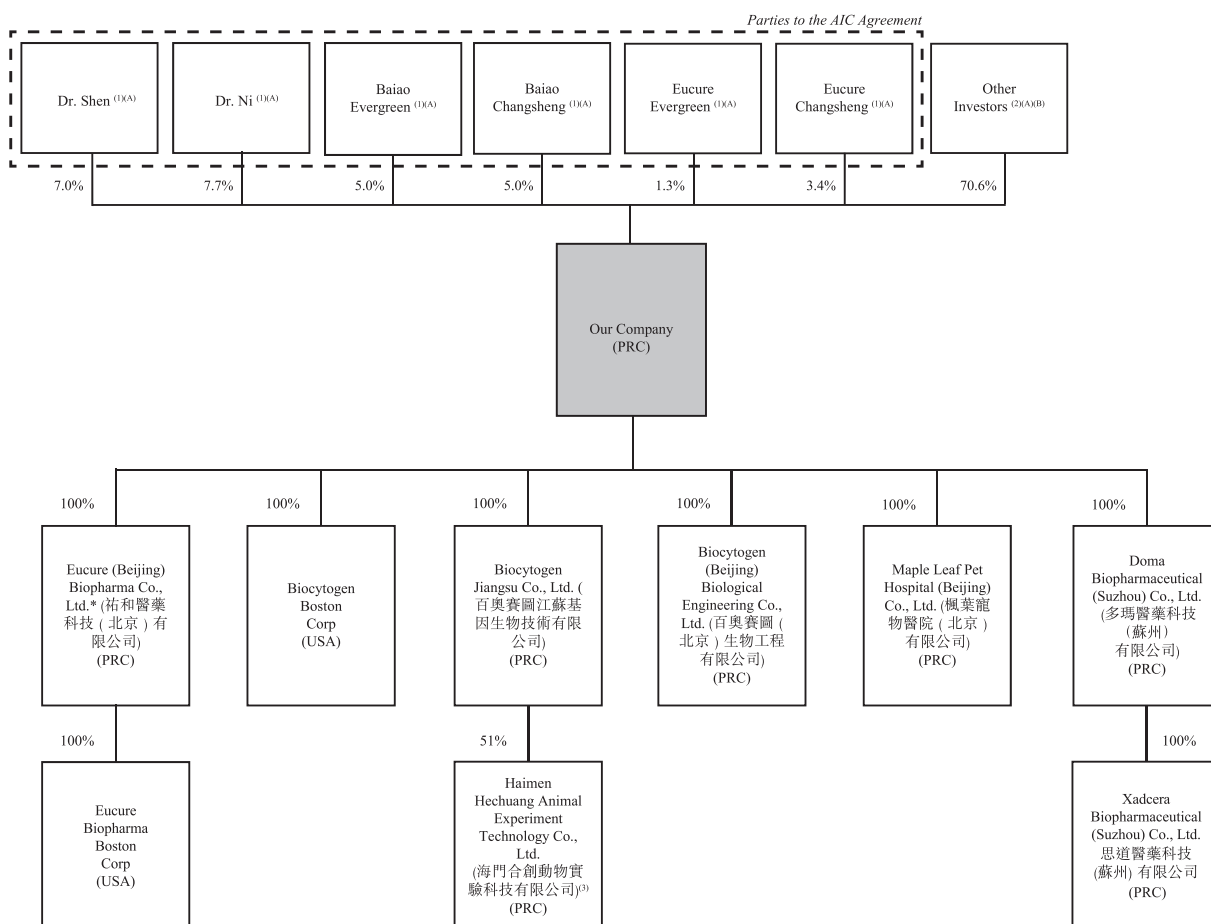 Parties to the AIC Agreement
Dr. Shen (1)(A)
Dr. Ni (1)(A)
Baiao
Evergreen (1)(A)
Baiao
Changsheng (1)(A)
Eucure
Evergreen (1)(A)
Eucure
Changsheng (1)(A)
Other
Investors (2)(A)(B)
7.0%
7.7%
5.0%
5.0%
1.3%
3.4%
70.6%
Our Company
(PRC)
100%
100%
100%
100%
100%
100%
Eucure (Beijing)
Biopharma Co.,
Ltd.* (祐和醫藥
科技（北京）有
限公司)
(PRC)
Biocytogen
Boston
Corp
(USA)
Biocytogen
Jiangsu Co., Ltd. (
百奧賽圖江蘇基
因生物技術有限
公司)
(PRC)
Biocytogen
(Beijing)
Biological
Engineering Co.,
Ltd. (百奧賽圖（
北京）生物工程
有限公司)
(PRC)
Maple Leaf Pet
Hospital (Beijing)
Co., Ltd. (楓葉寵
物醫院（北京）
有限公司)
(PRC)
Doma
Biopharmaceutical
(Suzhou) Co., Ltd.
(多瑪醫藥科技
（蘇州）
有限公司)
(PRC)
100%
51%
100%
Eucure
Biopharma
Boston
Corp
(USA)
Haimen
Hechuang Animal
Experiment
Technology Co.,
Ltd.
(海門合創動物實
驗科技有限公司)(3)
(PRC)
Xadcera
Biopharmaceutical
(Suzhou) Co., Ltd.
思道醫藥科技
(蘇州) 有限公司
(PRC)